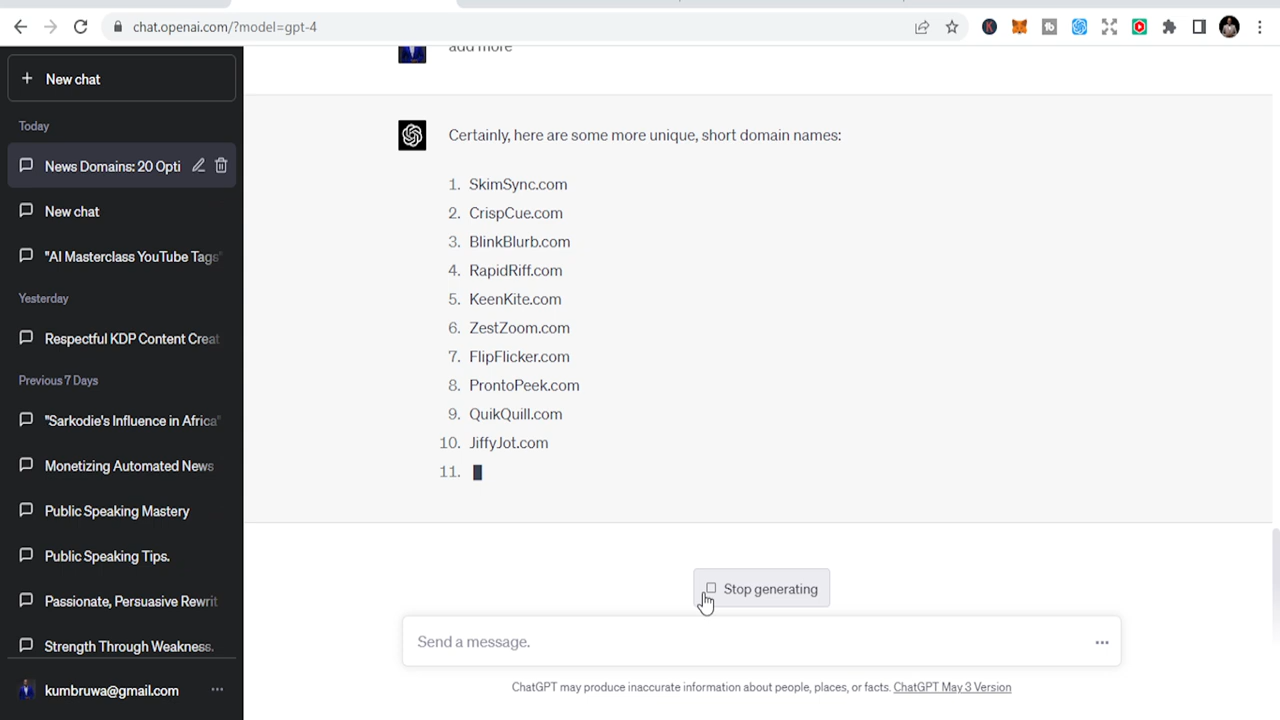 chat.openai.com/?model=gpt-4
New chat
Today
News Domains: 20 Opti
New chat
"AI Masterclass YouTube Tags"
Yesterday
Respectful KDP Content Creat
Previous 7 Days
"Sarkodie's Influence in Africa"
Monetizing Automated News
Public Speaking Mastery
Public Speaking Tips.
Passionate, Persuasive Rewrit
Strength Through Weakness.
kumbruwa@gmail.com
add more
Certainly, here are some more unique, short domain names:
1. SkimSync.com
2. CrispCue.com
3. BlinkBlurb.com
4. RapidRiff.com
5. KeenKite.com
6. ZestZoom.com
7. FlipFlicker.com
8. ProntoPeek.com
9. QuikQuill.com
10. JiffyJot.com
11.
Stop generating
Send a message.
ChatGPT may produce inaccurate information about people, places, or facts. ChatGPT May 3 Version